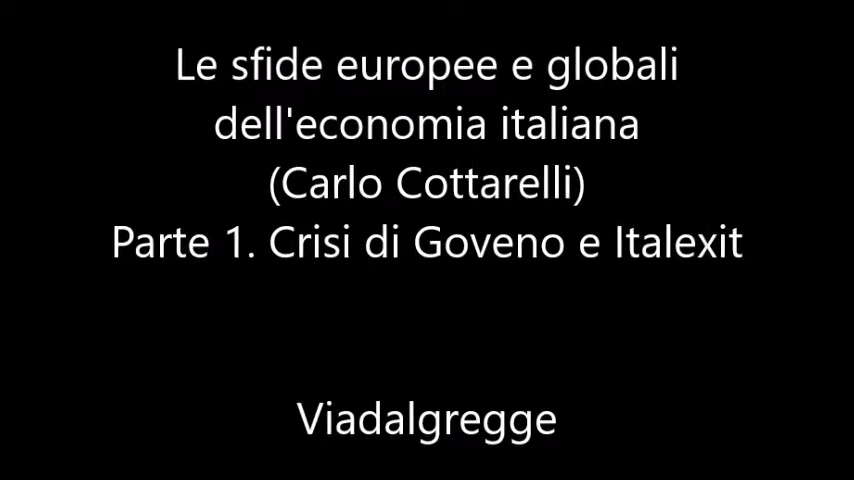 Le sfide europee e globali
dell'economia italiana
(Carlo Cottarelli)
Parte 1. Crisi di Goveno e Italexit
Viadalgregge